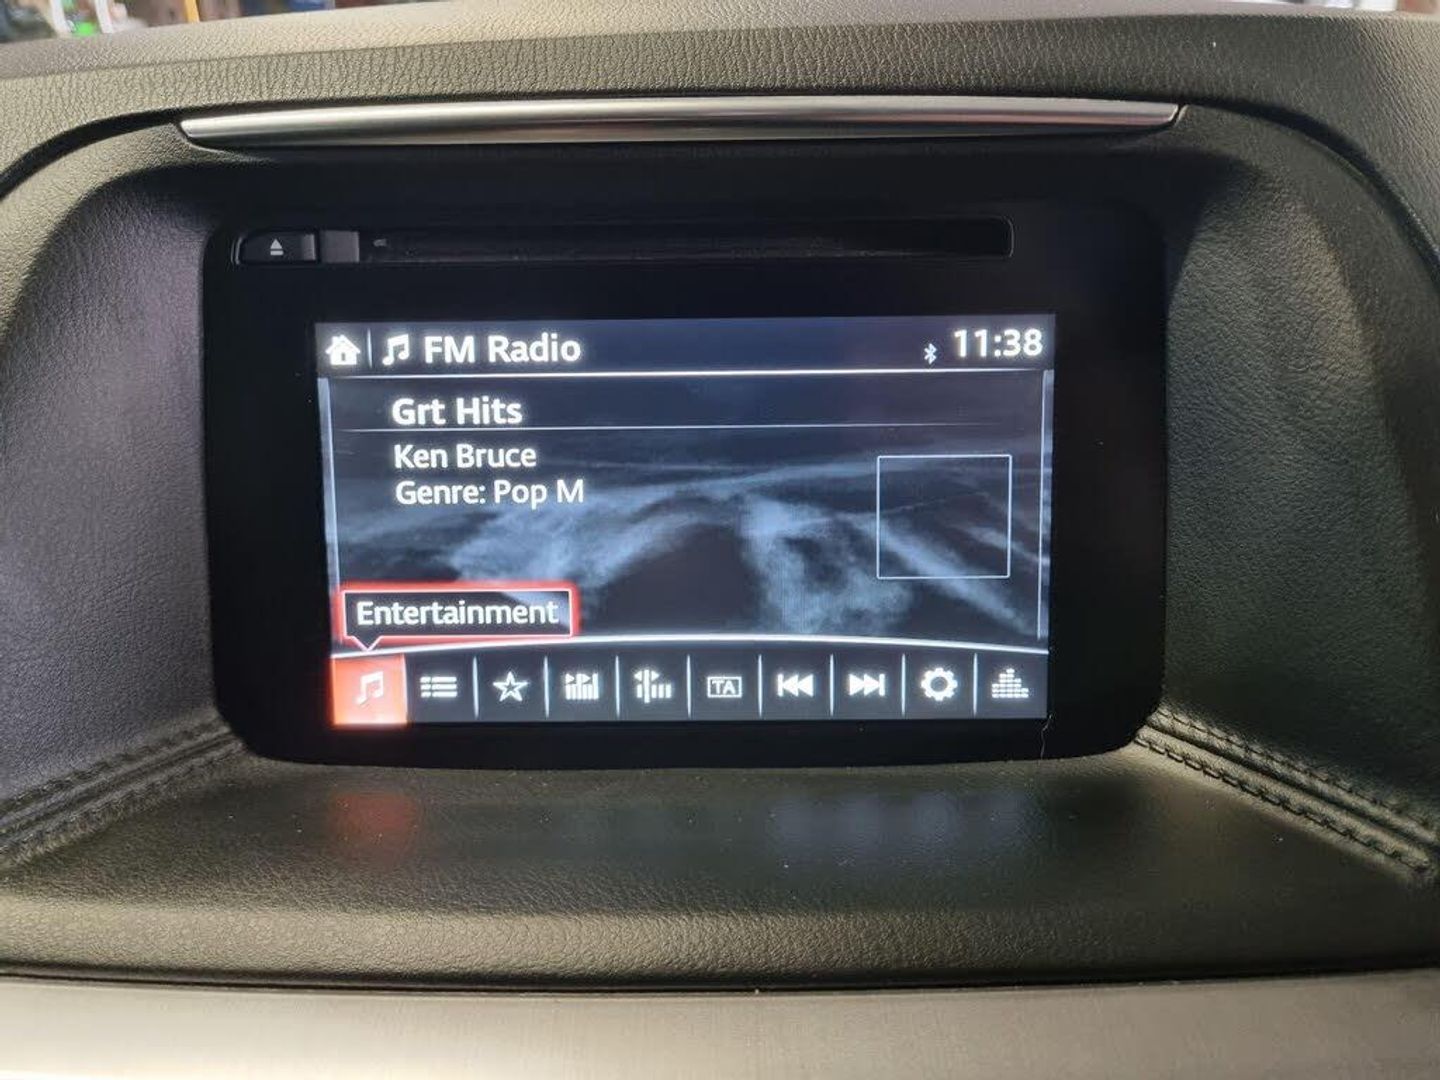 FM Radio 11:38
Grt Hits
Ken Bruce
Genre: Pop M
Entertainment
TA